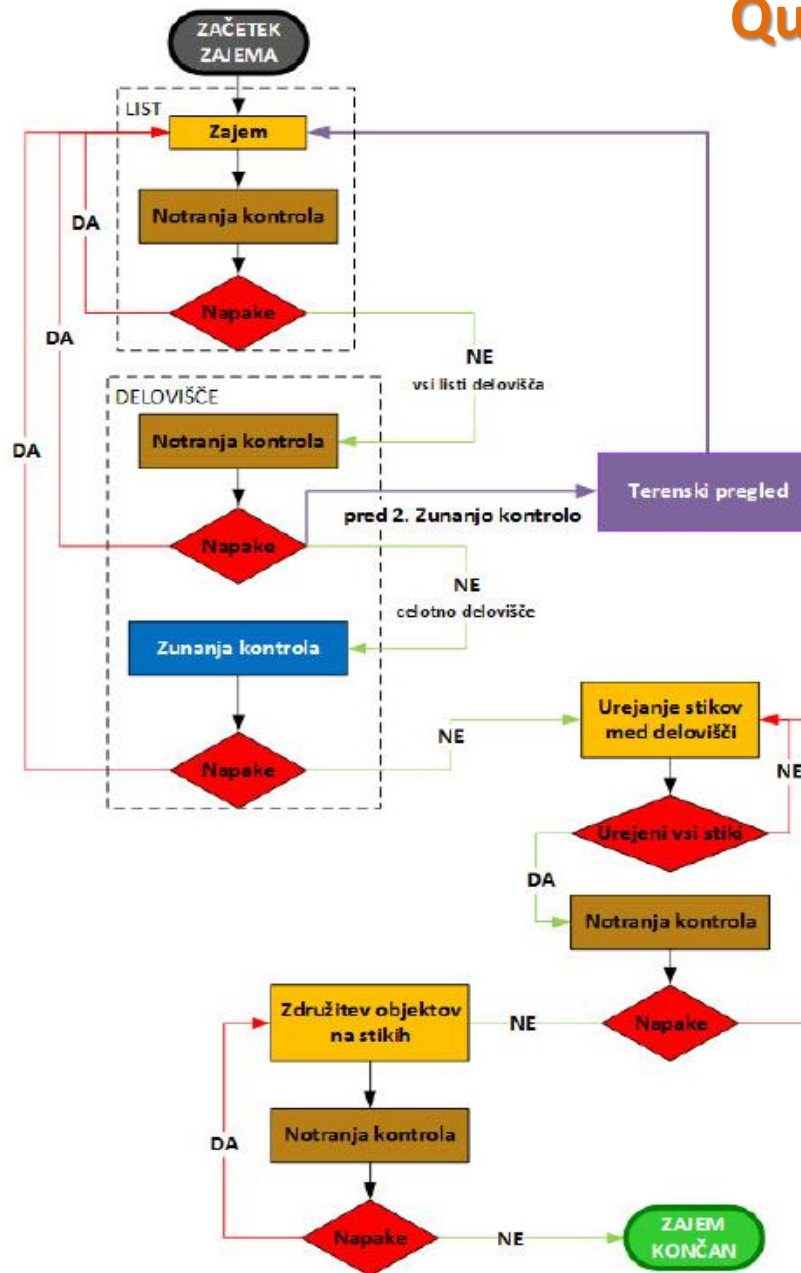 Qu
ZAČETEK
ZAJEMA
LIST
Zajem
DA
Notranja kontrola
Napake
DA
NE
vsi listi delovišča
DELOVIŠČE
Notranja kontrola
DA
Terenski pregled
pred 2. Zunanjo kontrolo
Napake
NE
celotno delovišče
Zunanja kontrola
Urejanje stikov
med delovišči
NE
Napake
NE
Urejeni vsi stiki
DA
Notranja kontrola
Združitev objektov
na stikih
NE
Napake
Notranja kontrola
DA
Napake
NE
ZAJEM
KONČAN